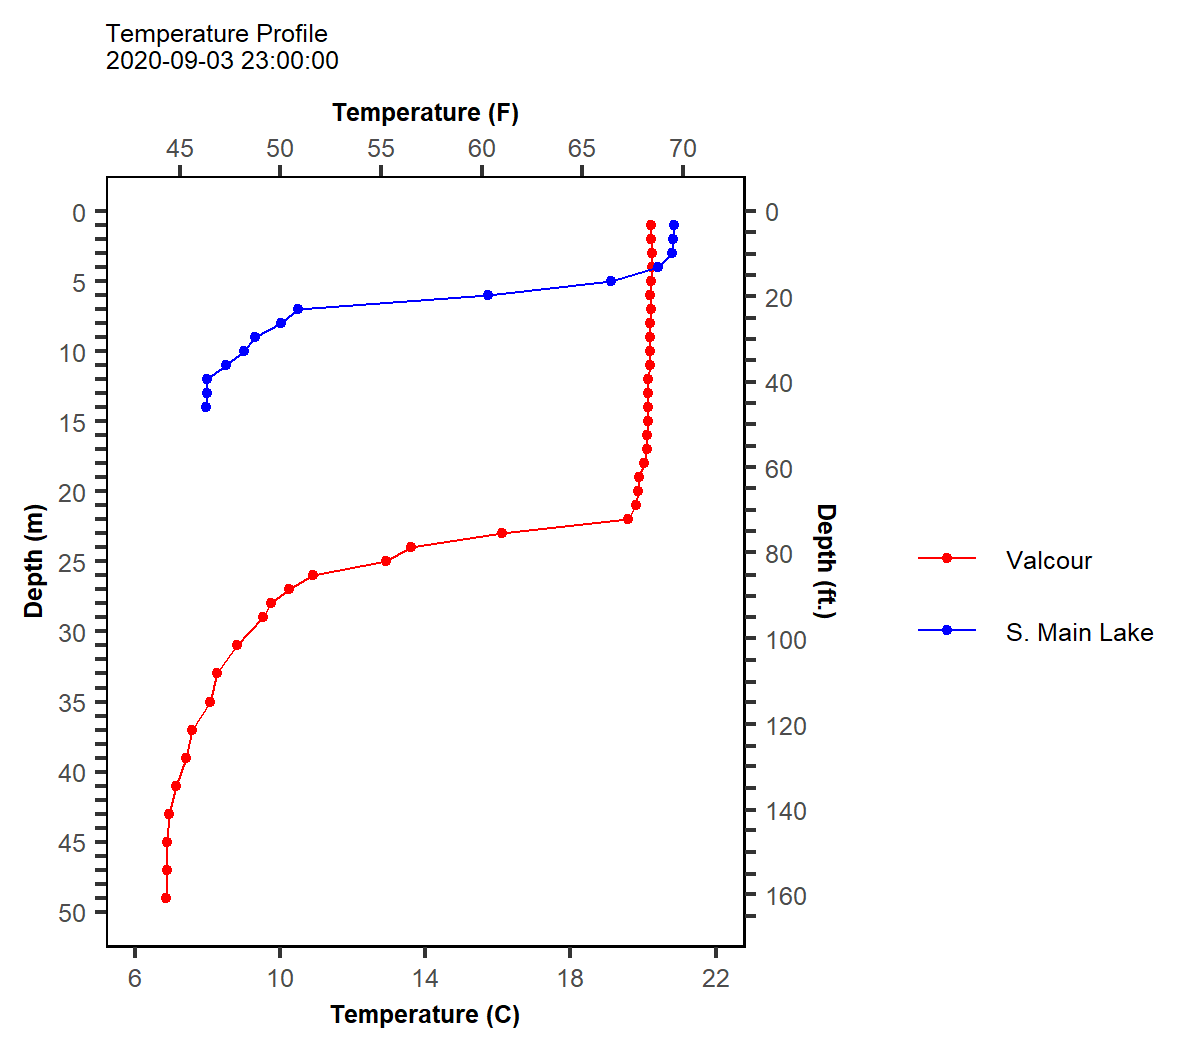 Temperature Profile
2020-09-03 23:00:00
Temperature (F)
45 50 55 60 65 70
0
5
10
15
20
25
30
35
40
45
50
Depth (m)
0
20
40
60
80
100
120
140
160
Depth (ft.)
Valcour
S. Main Lake
6 10 14 18 22
Temperature (C)